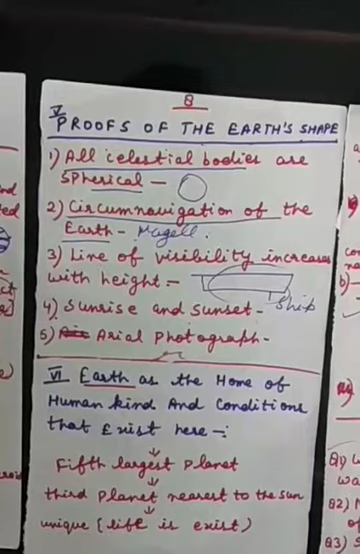 8
V
PROOFS OF THE EARTH'S SHAPE
1) All celestial bodies are
Spherical -
2) Circumnavigation of the
Earth - Magell.
3) Line of visibility increases
with height -
Ship
4) Sunrise and sunset -
5) Arial Photograph -
VI Earth as the Home of
Human kind And Conditions
that Exist here -:
Fifth largest Planet
third Planet nearest to the Sun
unique [life is exist)